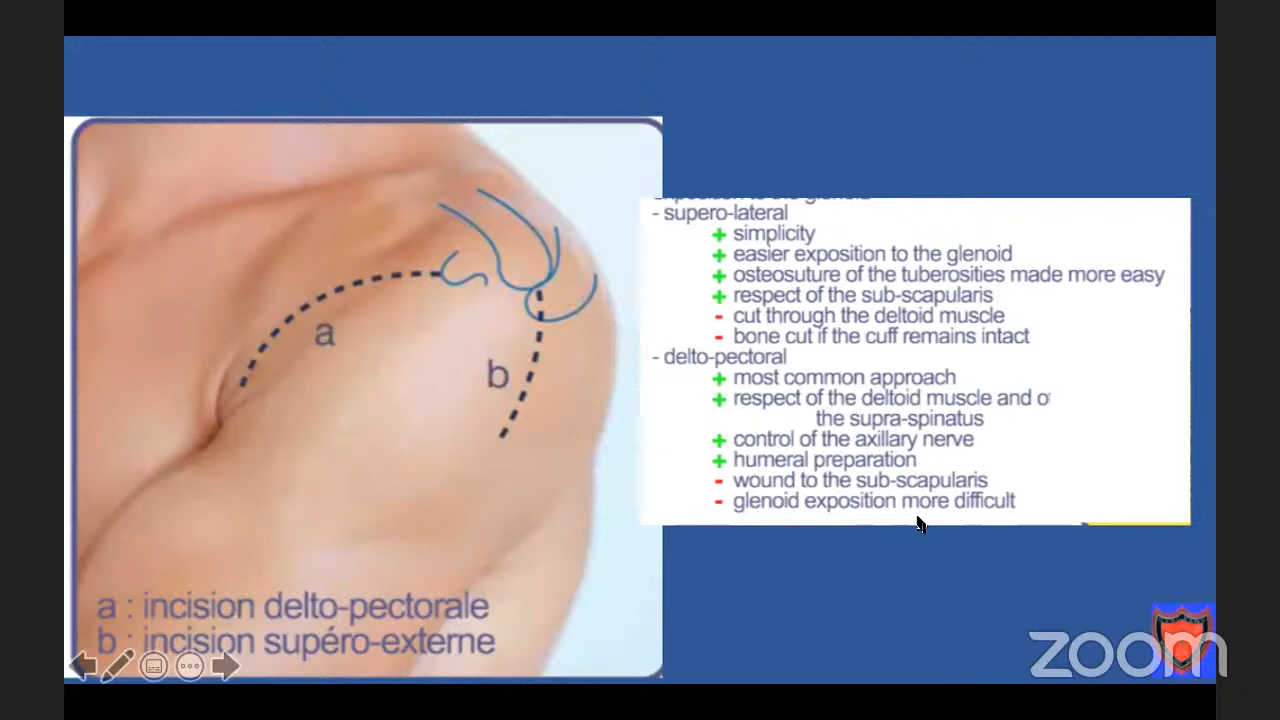 a
b
a : incision delto-pectorale
b : incision supéro-externe
- supero-lateral
+ simplicity
+ easier exposition to the glenoid
+ osteosuture of the tuberosities made more easy
+ respect of the sub-scapularis
- cut through the deltoid muscle
- bone cut if the cuff remains intact
- delto-pectoral
+ most common approach
+ respect of the deltoid muscle and o
the supra-spinatus
+ control of the axillary nerve
+ humeral preparation
- wound to the sub-scapularis
- glenoid exposition more difficult
zoom